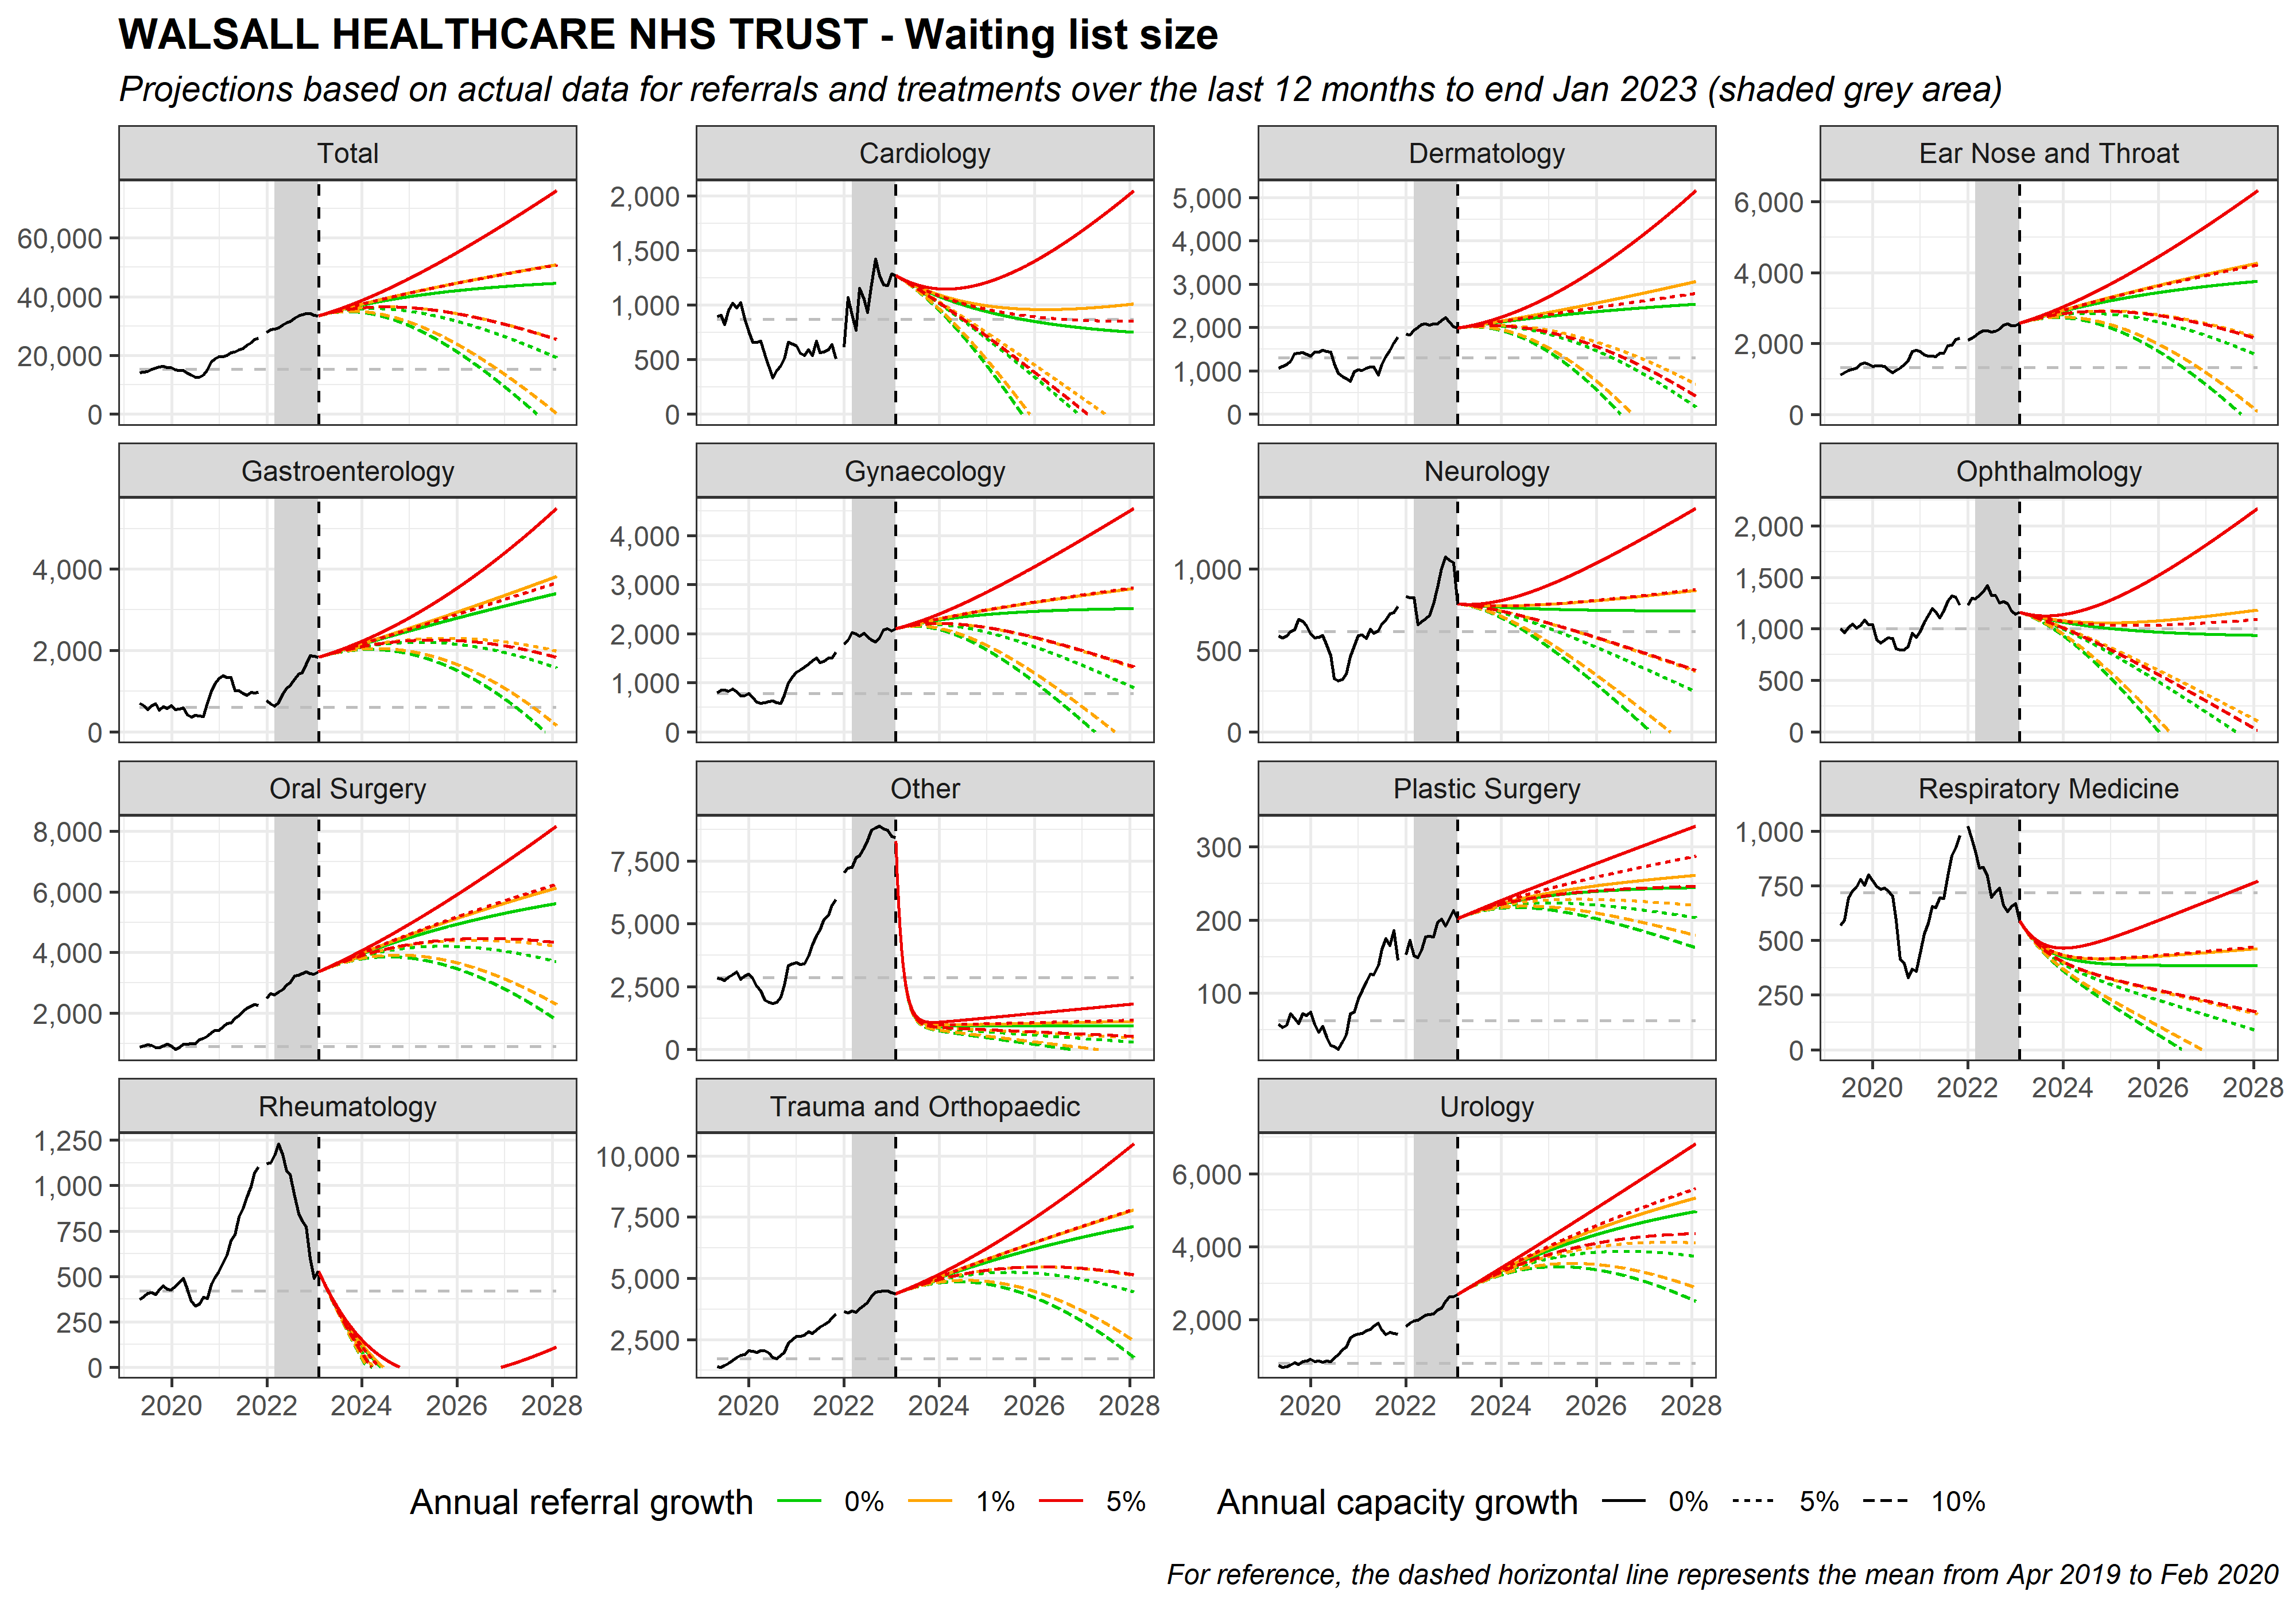 WALSALL HEALTHCARE NHS TRUST - Waiting list size
Projections based on actual data for referrals and treatments over the last 12 months to end Jan 2023 (shaded grey area)
Total
60,000
40,000
20,000
0
Cardiology
2,000
1,500
1,000
500
0
Dermatology
5,000
4,000
3,000
2,000
1,000
0
Ear Nose and Throat
6,000
4,000
2,000
0
Gastroenterology
4,000
2,000
0
Gynaecology
4,000
3,000
2,000
1,000
0
Neurology
1,000
500
0
Ophthalmology
2,000
1,500
1,000
500
0
Oral Surgery
8,000
6,000
4,000
2,000
Other
7,500
5,000
2,500
0
Plastic Surgery
300
200
100
Respiratory Medicine
1,000
750
500
250
0
2020 2022 2024 2026 2028
Rheumatology
1,250
1,000
750
500
250
0
2020 2022 2024 2026 2028
Trauma and Orthopaedic
10,000
7,500
5,000
2,500
2020 2022 2024 2026 2028
Urology
6,000
4,000
2,000
2020 2022 2024 2026 2028
Annual referral growth 0% 1% 5% Annual capacity growth 0% 5% 10%
For reference, the dashed horizontal line represents the mean from Apr 2019 to Feb 2020